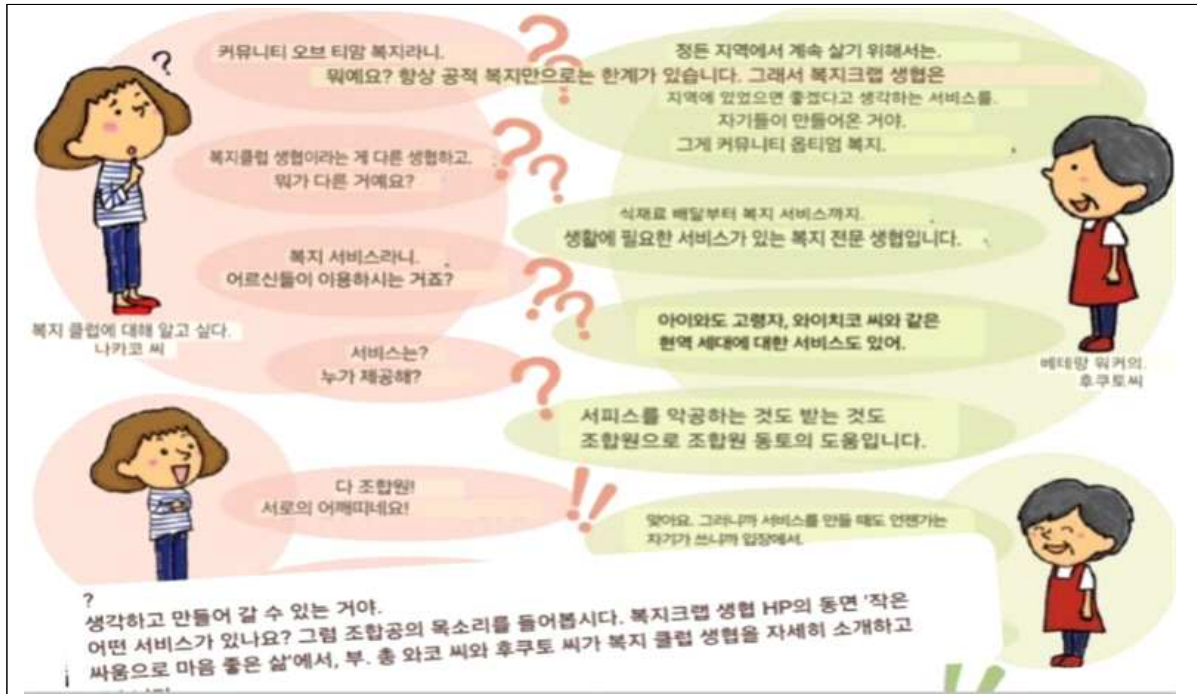 커뮤니티 오브 티맘 복지라니.
뭐예요? 항상 공적 복지만으로는 한계가 있습니다. 그래서 복지크랩 생협은
정든 지역에서 계속 살기 위해서는.
지역에 있었으면 좋겠다고 생각하는 서비스를.
자기들이 만들어온 거야.
그게 커뮤니티 옵티멈 복지.
복지클럽 생협이라는 게 다른 생협하고.
뭐가 다른 거예요?
식재료 배달부터 복지 서비스까지.
생활에 필요한 서비스가 있는 복지 전문 생협입니다.
복지 서비스라니.
어르신들이 이용하시는 거죠?
아이와도 고령자, 와이치코 씨와 같은
현역 세대에 대한 서비스도 있어.
복지 클럽에 대해 알고 싶다.
나카코 씨
베테랑 워커의.
후쿠토씨
서비스는?
누가 제공해?
서피스를 악공하는 것도 받는 것도
조합원으로 조합원 동토의 도움입니다.
다 조합원!
서로의 어깨띠네요!
맞아요. 그러니까 서비스를 만들 때도 언젠가는
자기가 쓰니까 입장에서.
?
생각하고 만들어 갈 수 있는 거야.
어떤 서비스가 있나요? 그럼 조합공의 목소리를 들어봅시다. 복지크랩 생협 HP의 동면 '작은
싸움으로 마음 좋은 삶'에서, 부. 총 와코 씨와 후쿠토 씨가 복지 클럽 생협을 자세히 소개하고